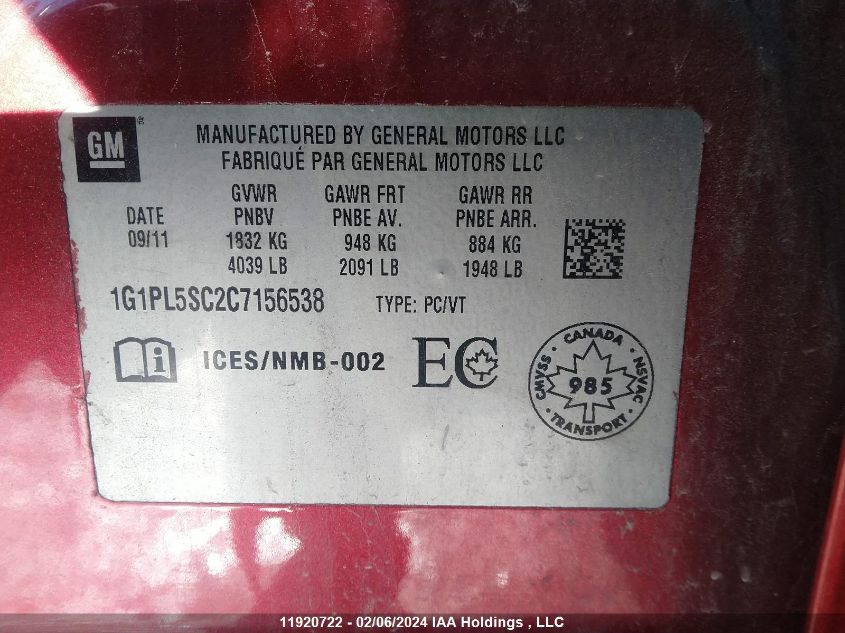 GM ®
MANUFACTURED BY GENERAL MOTORS LLC
FABRIQUÉ PAR GENERAL MOTORS LLC
GVWR GAWR FRT GAWR RR
DATE PNBV PNBE AV. PNBE ARR.
09/11 1832 KG 948 KG 884 KG
4039 LB 2091 LB 1948 LB
1G1PL5SC2C7156538 TYPE: PC/VT
i ICES/NMB-002 EC
CANADA
CMVSS 985 NSVAC
TRANSPORT
11920722 - 02/06/2024 IAA Holdings , LLC